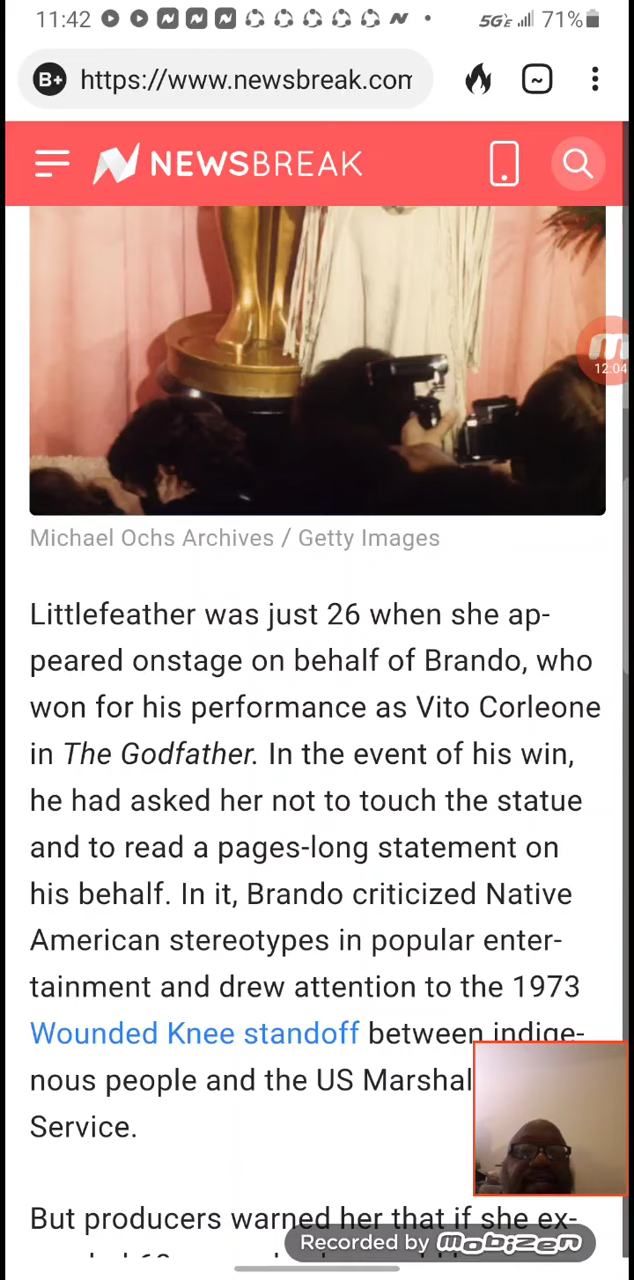 11:42
5GE 71%
B+ https://www.newsbreak.com
NEWSBREAK
12:04
Michael Ochs Archives / Getty Images
Littlefeather was just 26 when she ap-
peared onstage on behalf of Brando, who
won for his performance as Vito Corleone
in The Godfather. In the event of his win,
he had asked her not to touch the statue
and to read a pages-long statement on
his behalf. In it, Brando criticized Native
American stereotypes in popular enter-
tainment and drew attention to the 1973
Wounded Knee standoff between indige-
nous people and the US Marshal
Service.
But producers warned her that if she ex-
Recorded by mobizen